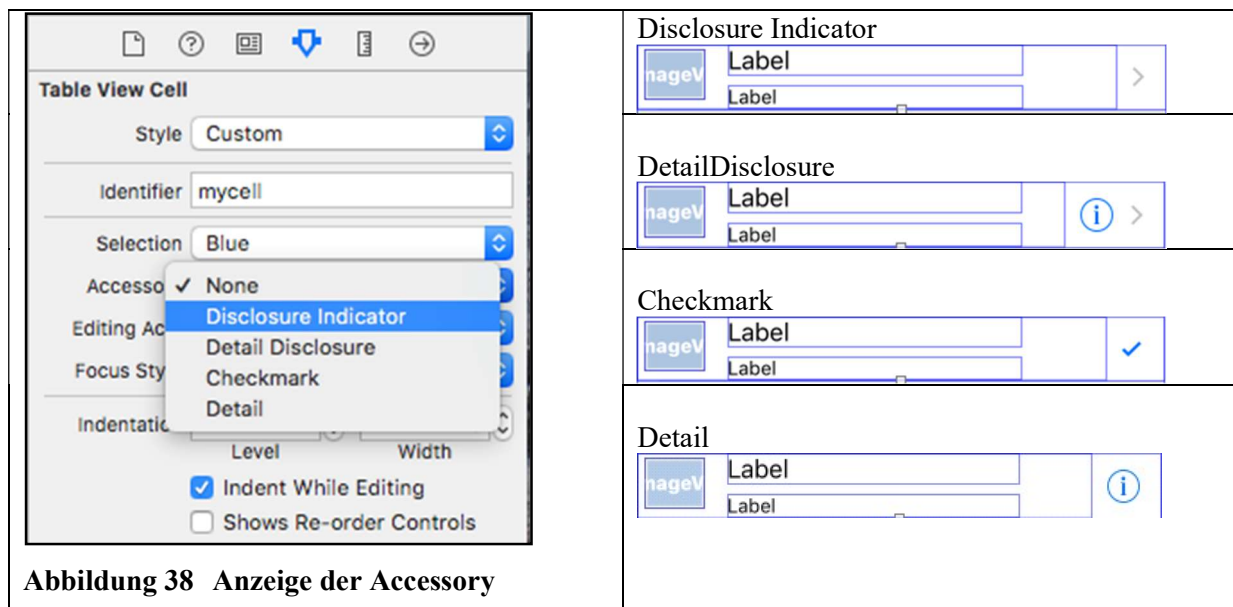 Table View Cell
Style Custom
Identifier mycell
Selection Blue
Accesso ✓ None
Disclosure Indicator
Editing Ac
Detail Disclosure
Focus Sty
Checkmark
Detail
Indentatio
Level Width
Indent While Editing
Shows Re-order Controls
Abbildung 38 Anzeige der Accessory
Disclosure Indicator
nageV
Label
Label
DetailDisclosure
nageV
Label
Label
Checkmark
nageV
Label
Label
Detail
nageV
Label
Label